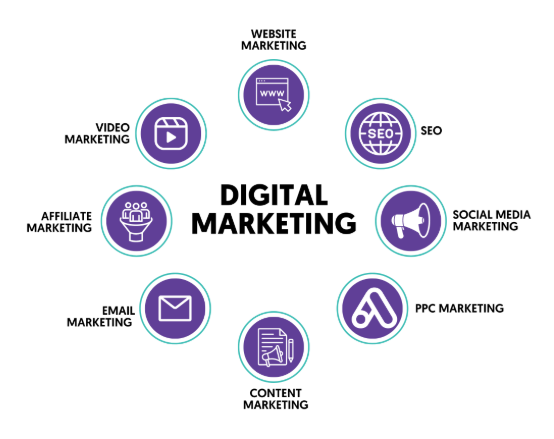 WEBSITE
MARKETING
WWW
VIDEO
MARKETING
SEO
SEO
DIGITAL
MARKETING
AFFILIATE
MARKETING
SOCIAL MEDIA
MARKETING
EMAIL
MARKETING
PPC MARKETING
CONTENT
MARKETING